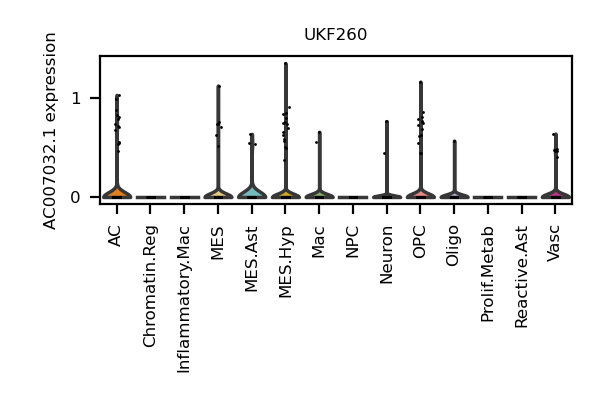 UKF260
AC007032.1 expression
1
0
AC
Chromatin.Reg
Inflammatory.Mac
MES
MES.Ast
MES.Hyp
Mac
NPC
Neuron
OPC
Oligo
Prolif.Metab
Reactive.Ast
Vasc